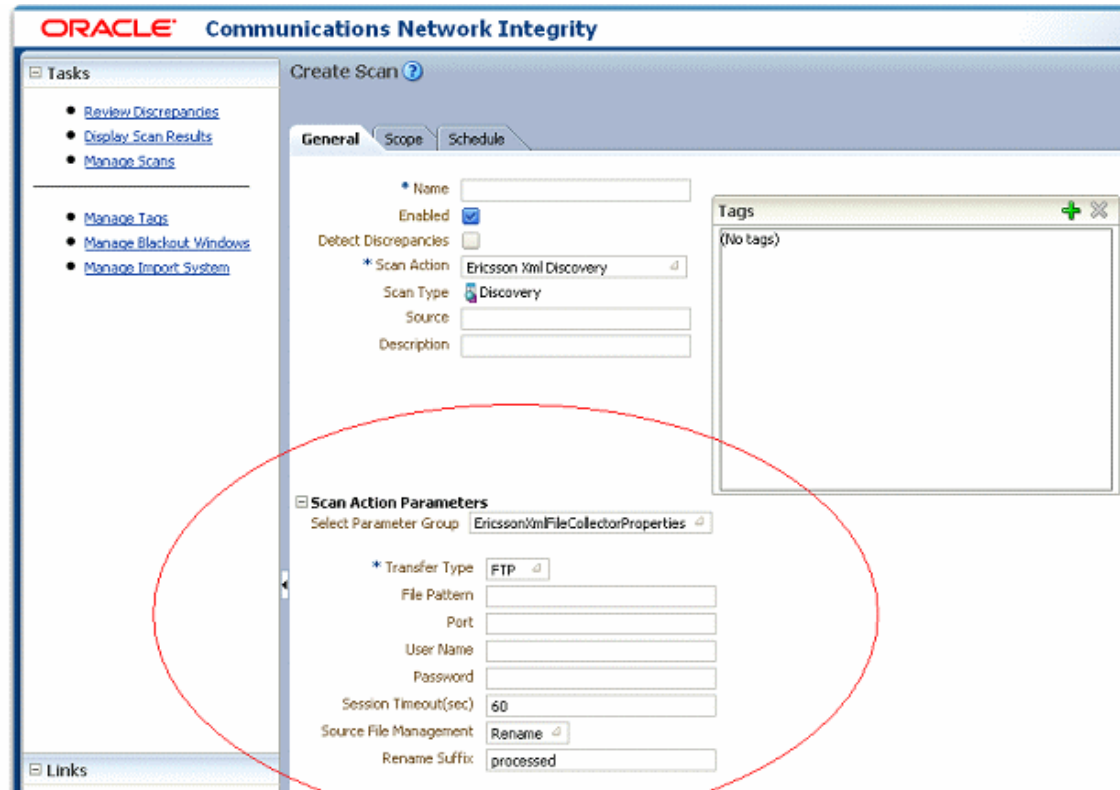 ORACLE® Communications Network Integrity
Tasks
Review Discrepancies
Display Scan Results
Manage Scans
Manage Tags
Manage Blackout Windows
Manage Import System
Links
Create Scan ?
General Scope Schedule
* Name
Enabled
Detect Discrepancies
* Scan Action Ericsson Xml Discovery
Scan Type Discovery
Source
Description
Tags
(No tags)
Scan Action Parameters
Select Parameter Group EricssonXmlFileCollectorProperties
* Transfer Type FTP
File Pattern
Port
User Name
Password
Session Timeout(sec) 60
Source File Management Rename
Rename Suffix processed